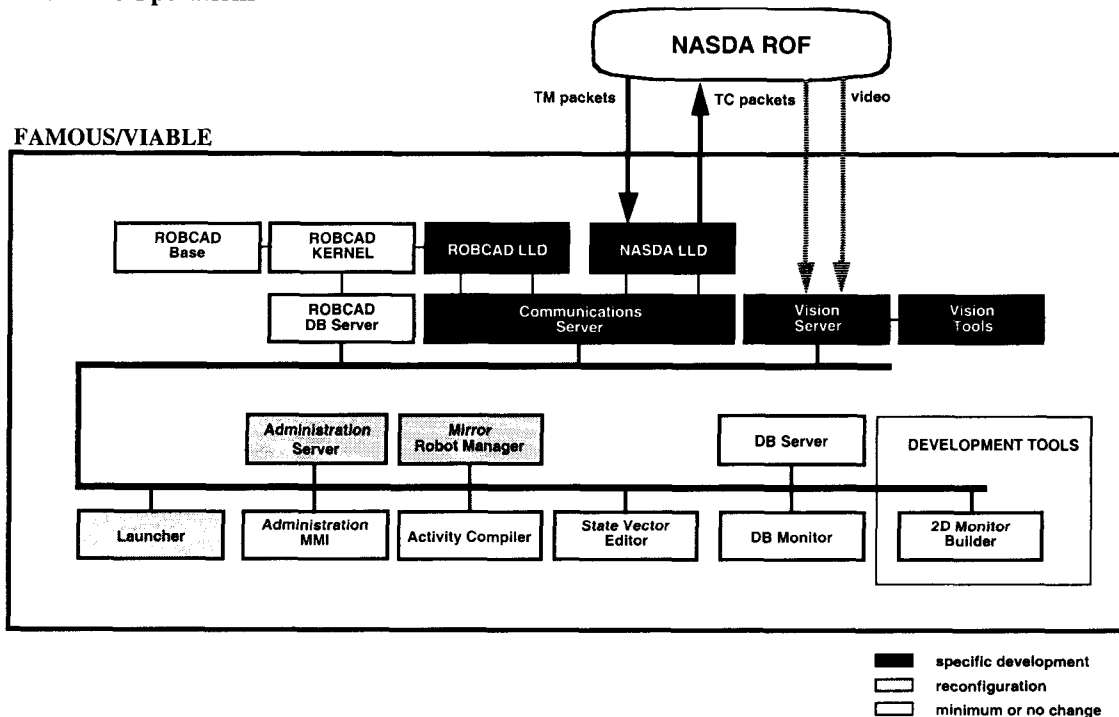 NASDA ROF
TM packets
TC packets
video
FAMOUS/VIABLE
ROBCAD
Base
ROBCAD
KERNEL
ROBCAD LLD
NASDA LLD
ROBCAD
DB Server
Communications
Server
Vision
Server
Vision
Tools
Administration
Server
Mirror
Robot Manager
DB Server
DEVELOPMENT TOOLS
Launcher
Administration
MMI
Activity Compiler
State Vector
Editor
DB Monitor
2D Monitor
Builder
specific development
reconfiguration
minimum or no change